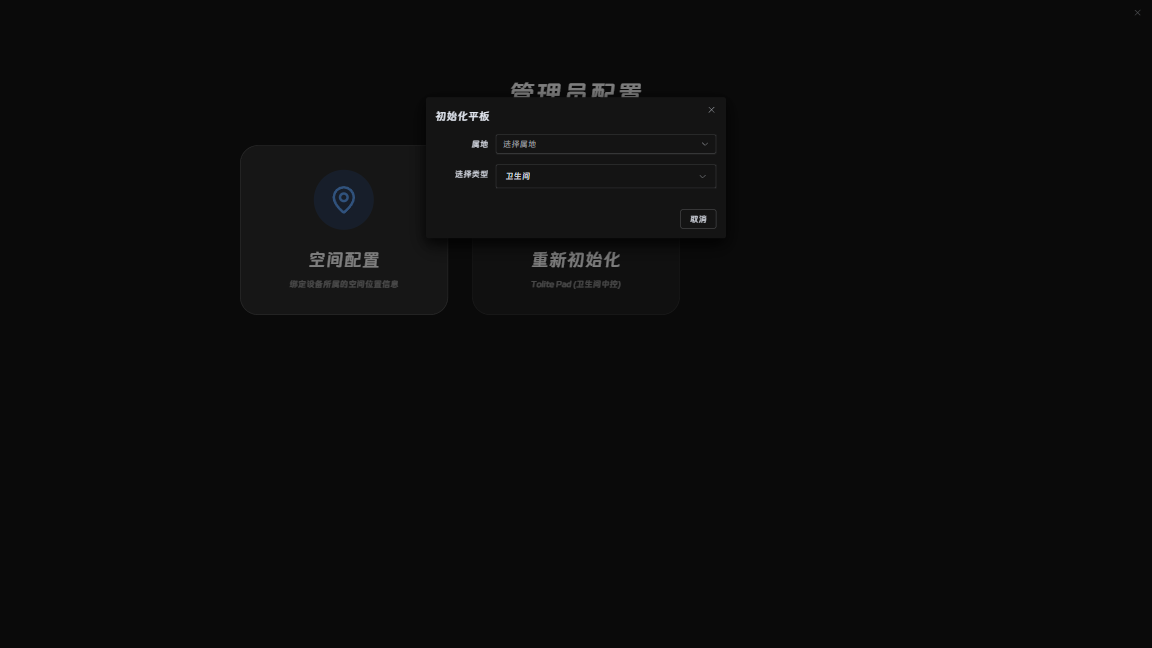 管理员配置
初始化平板
属地 选择属地
选择类型 卫生间
取消
空间配置
绑定设备所属的空间位置信息
重新初始化
Tolite Pad (卫生间中控)